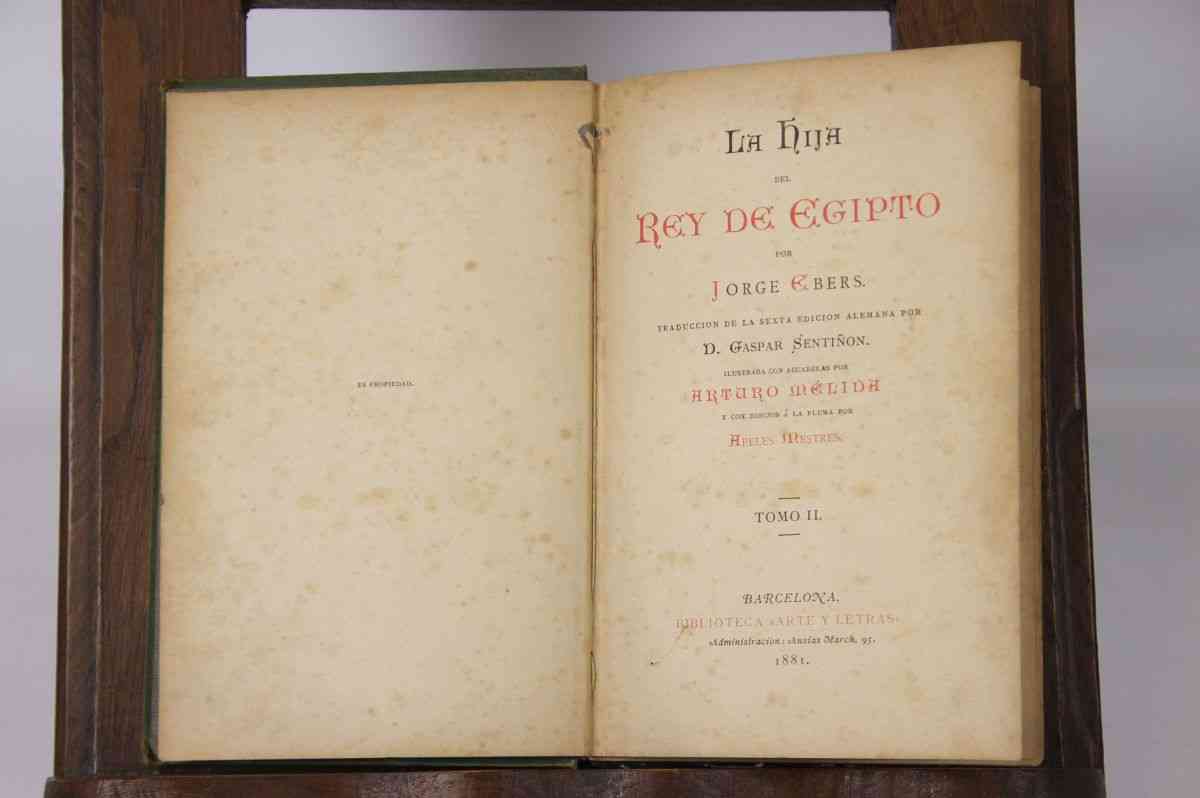 ES PROPIEDAD.
LA HIJA
DEL
REY DE EGIPTO
POR
JORGE EBERS.
TRADUCCION DE LA SEXTA EDICION ALEMANA POR
D. GASPAR SENTIÑON.
ILUSTRADA CON ACUARELAS POR
ARTURO MÉLIDA
Y CON DIBUJOS Á LA PLUMA POR
APELES MESTRES.
TOMO II.
BARCELONA.
BIBLIOTECA «ARTE Y LETRAS»
Administracion: Ausias March, 95.
1881.